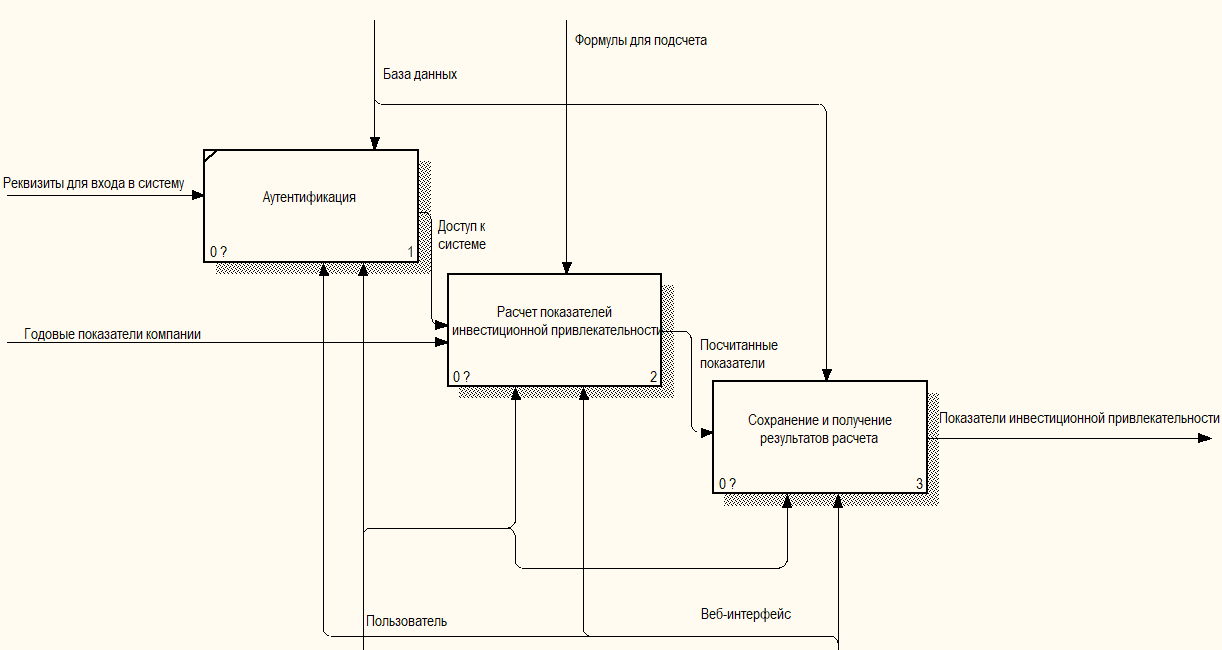 Формулы для подсчета
База данных
Реквизиты для входа в систему
Аутентификация
0 ?
1
Доступ к
системе
Годовые показатели компании
Расчет показателей
инвестиционной привлекательности
0 ?
2
Посчитанные
показатели
Сохранение и получение
результатов расчета
0 ?
3
Показатели инвестиционной привлекательности
Пользователь
Веб-интерфейс